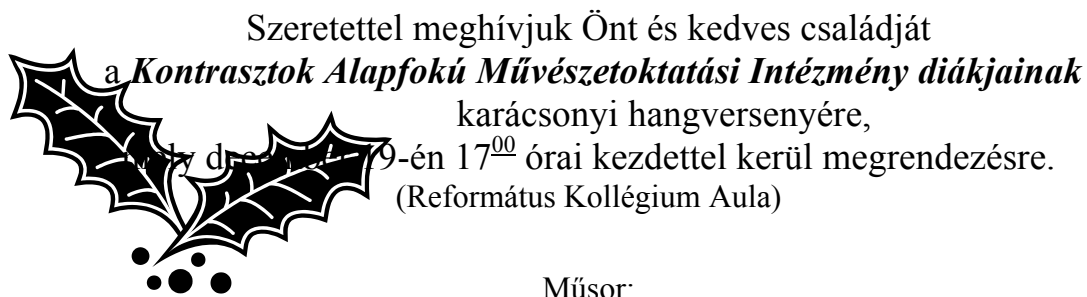 Szeretettel meghívjuk Önt és kedves családját
a Kontrasztok Alapfokú Művészetoktatási Intézmény diákjainak
karácsonyi hangversenyére,
-én 17⁰⁰ órai kezdettel kerül megrendezésre.
(Református Kollégium Aula)
Műsor: